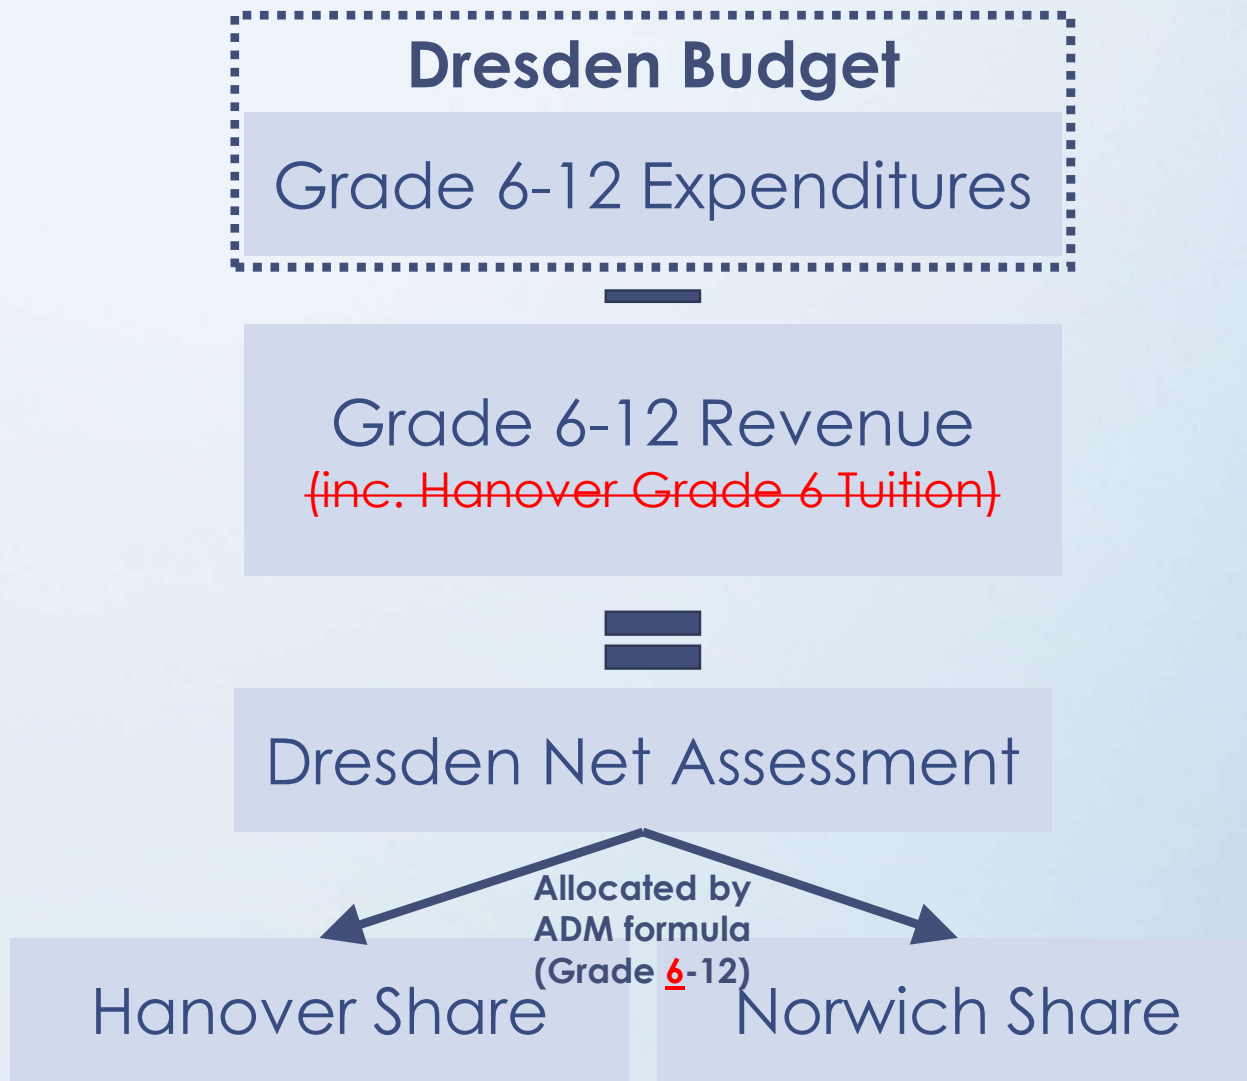 Dresden Budget
Grade 6-12 Expenditures
Grade 6-12 Revenue
(inc. Hanover Grade 6 Tuition)
Dresden Net Assessment
Allocated by
ADM formula
(Grade 6-12)
Hanover Share
Norwich Share